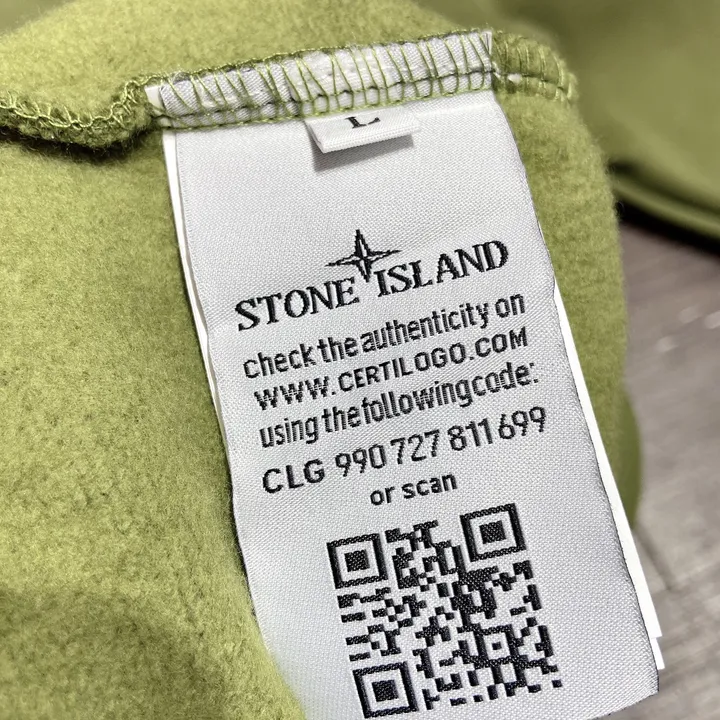 L
STONE ISLAND
check the authenticity on
WWW.CERTILOGO.COM
using the following code:
CLG 990 727 811 699
or scan